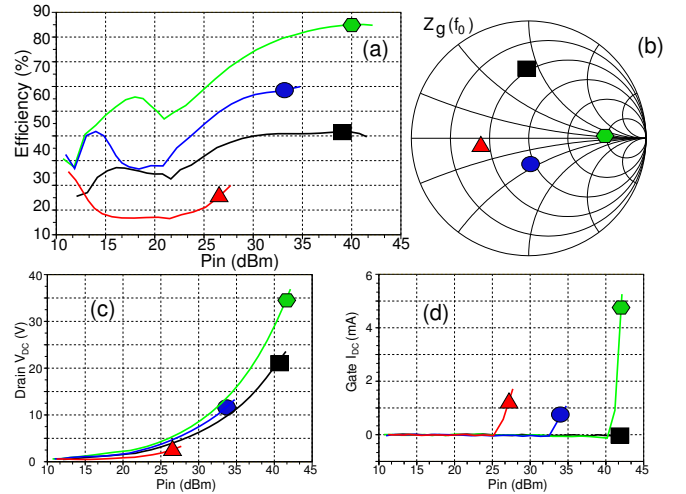 Efficiency (%)
90
80
70
60
50
40
30
20
10
10 15 20 25 30 35 40 45
Pin (dBm)
(a)
Zg(f0)
(b)
Drain VDC (V)
40
30
20
10
0
10 15 20 25 30 35 40 45
Pin (dBm)
(c)
Gate IDC (mA)
6
4
2
0
10 15 20 25 30 35 40 45
Pin (dBm)
(d)